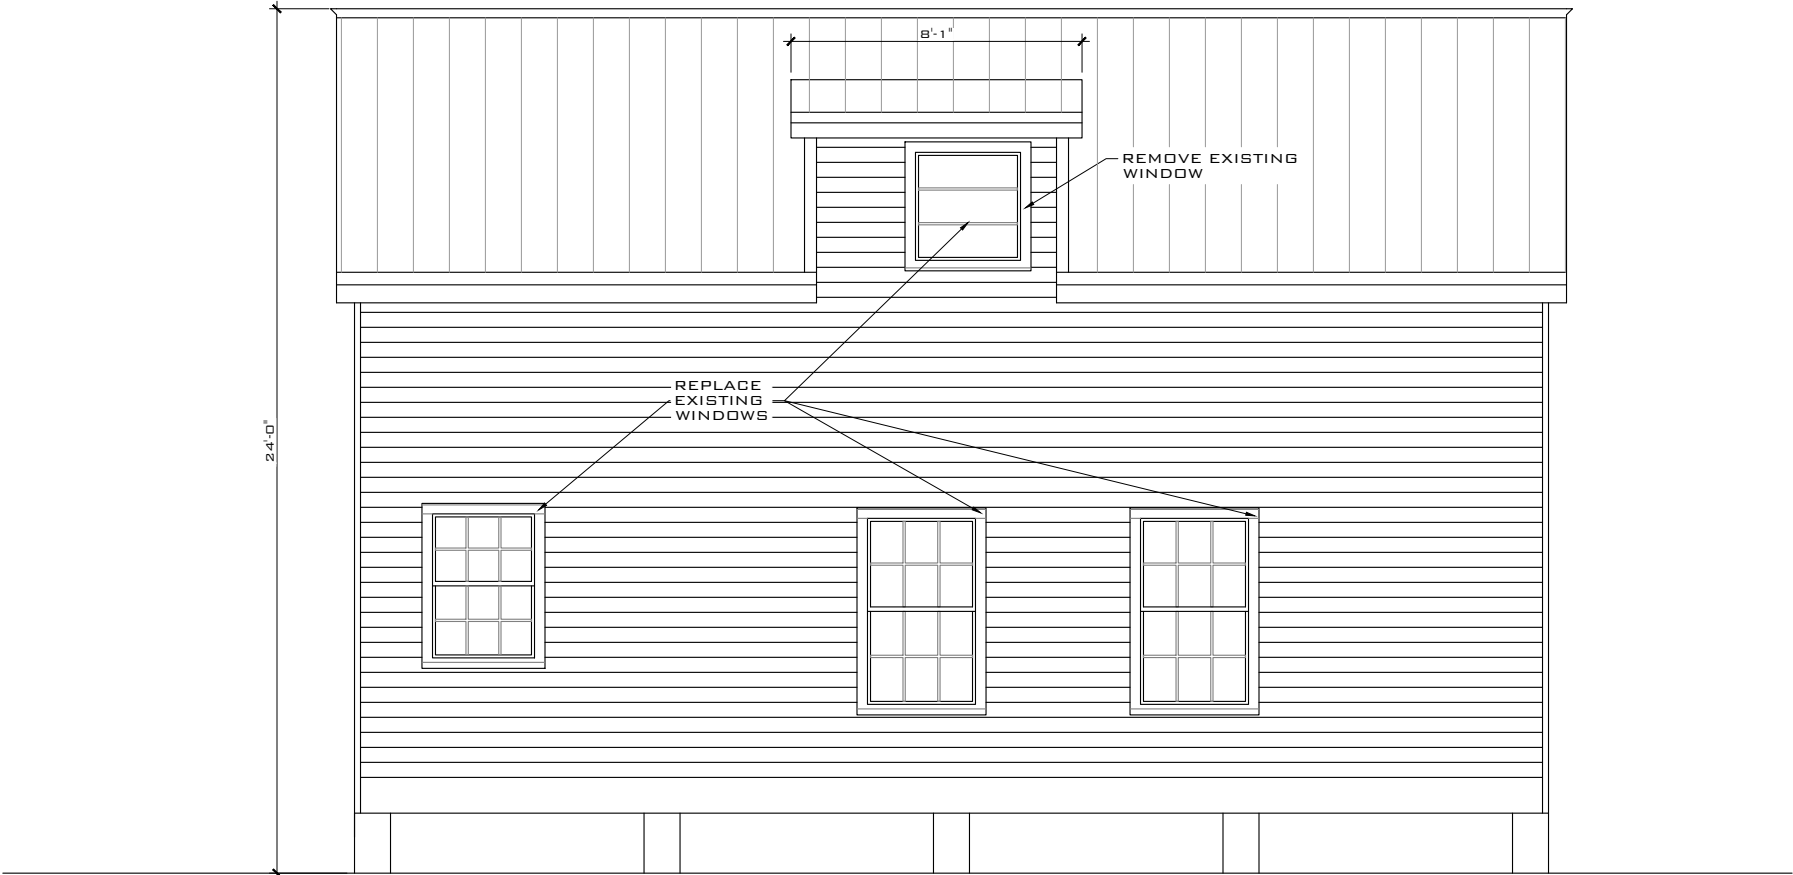 8'-1"
REMOVE EXISTING
WINDOW
REPLACE
EXISTING
WINDOWS
24'-0"